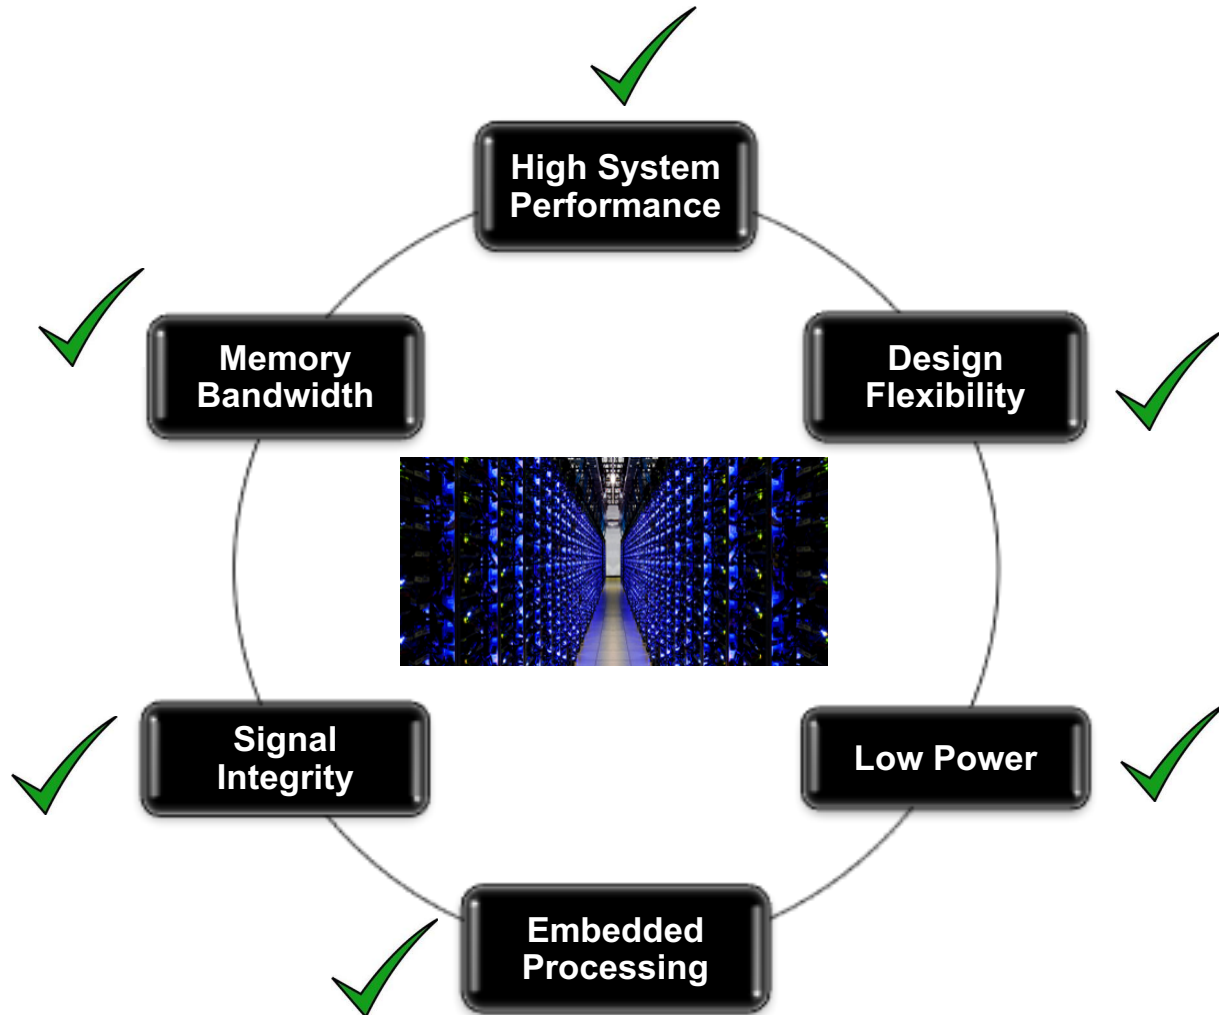 High System
Performance
Memory
Bandwidth
Design
Flexibility
Signal
Integrity
Low Power
Embedded
Processing